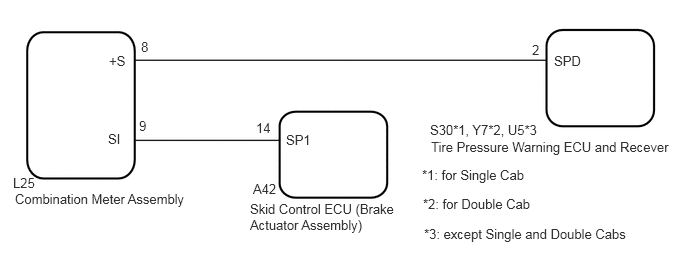 8
2
+S
SPD
9
14
SI
SP1
S30*1, Y7*2, U5*3
Tire Pressure Warning ECU and Recever
*1: for Single Cab
L25
Combination Meter Assembly
A42
Skid Control ECU (Brake
Actuator Assembly)
*2: for Double Cab
*3: except Single and Double Cabs